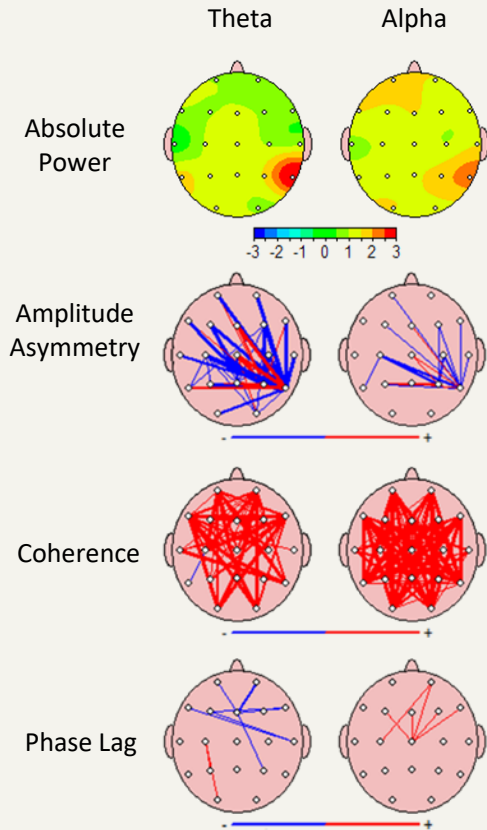 Theta Alpha
Absolute
Power
-3 -2 -1 0 1 2 3
Amplitude
Asymmetry
- +
Coherence
- +
Phase Lag
- +